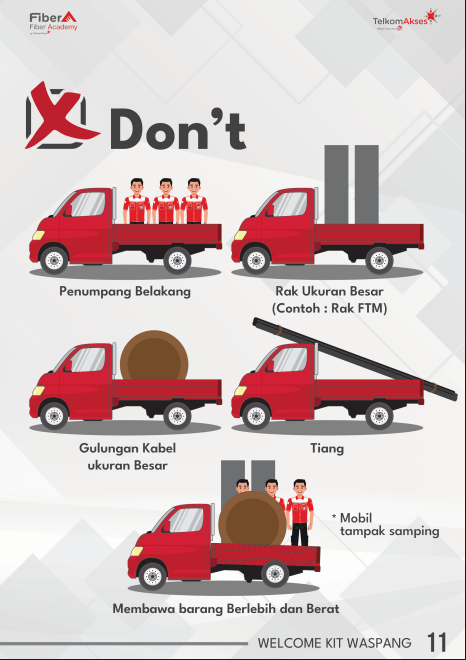 FiberA
Fiber Academy
TelkomAkses
Don't
Penumpang Belakang
Rak Ukuran Besar
(Contoh : Rak FTM)
Gulungan Kabel
ukuran Besar
Tiang
* Mobil
tampak samping
Membawa barang Berlebih dan Berat
WELCOME KIT WASPANG 11